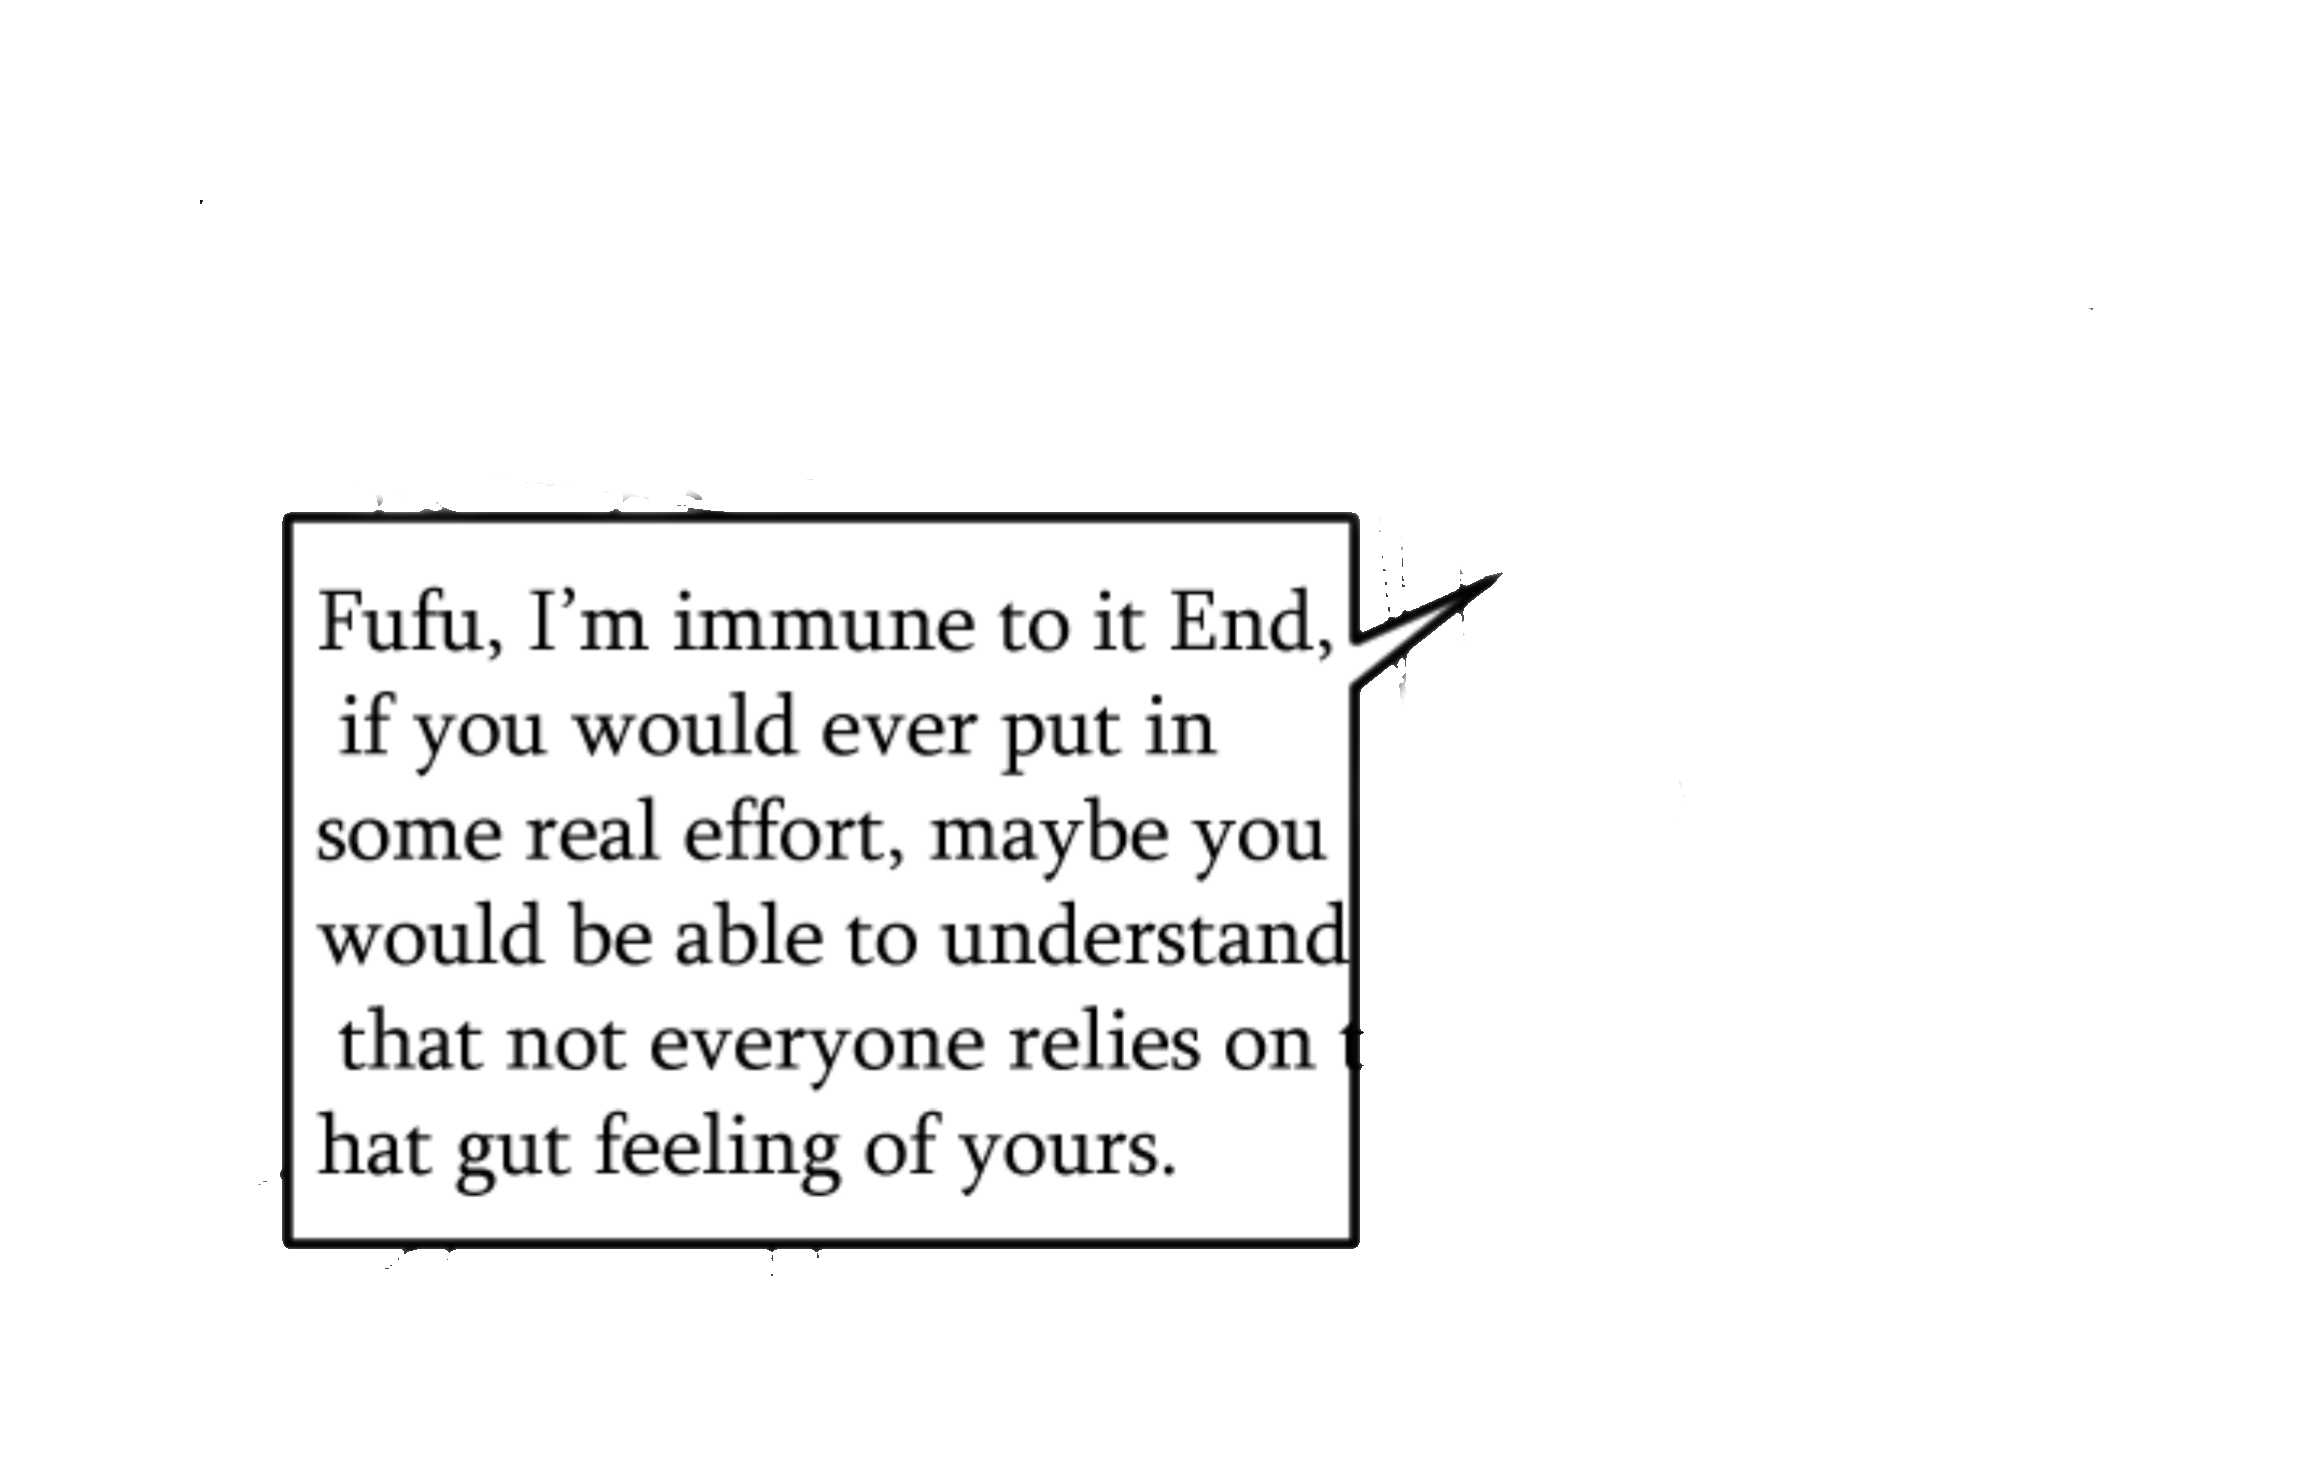 Fufu, I’m immune to it End,
if you would ever put in
some real effort, maybe you
would be able to understand
that not everyone relies on t
hat gut feeling of yours.